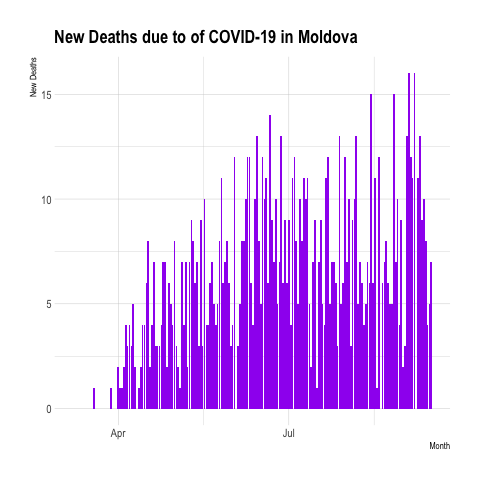 New Deaths due to of COVID-19 in Moldova
New Deaths
15
10
5
0
Apr
Jul
Month